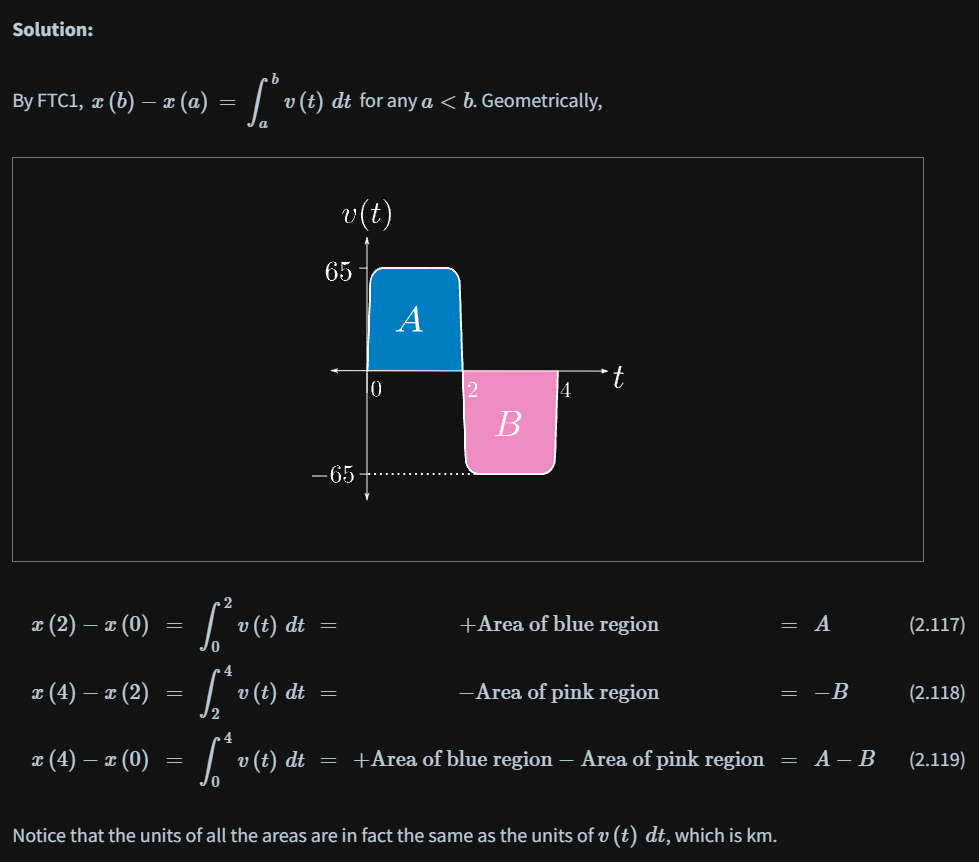 Solution:
By FTC1, x (b) − x (a) = ∫_a^b v (t) dt for any a < b. Geometrically,
v(t)
65
A
0 2 4 t
B
−65
x (2) − x (0) = ∫_0^2 v (t) dt = +Area of blue region = A (2.117)
x (4) − x (2) = ∫_2^4 v (t) dt = −Area of pink region = −B (2.118)
x (4) − x (0) = ∫_0^4 v (t) dt = +Area of blue region − Area of pink region = A − B (2.119)
Notice that the units of all the areas are in fact the same as the units of v (t) dt, which is km.